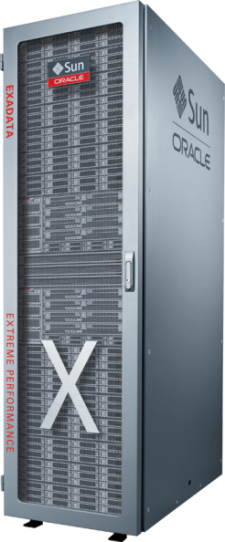 Sun
ORACLE
EXADATA
EXTREME PERFORMANCE
X
Sun
ORACLE